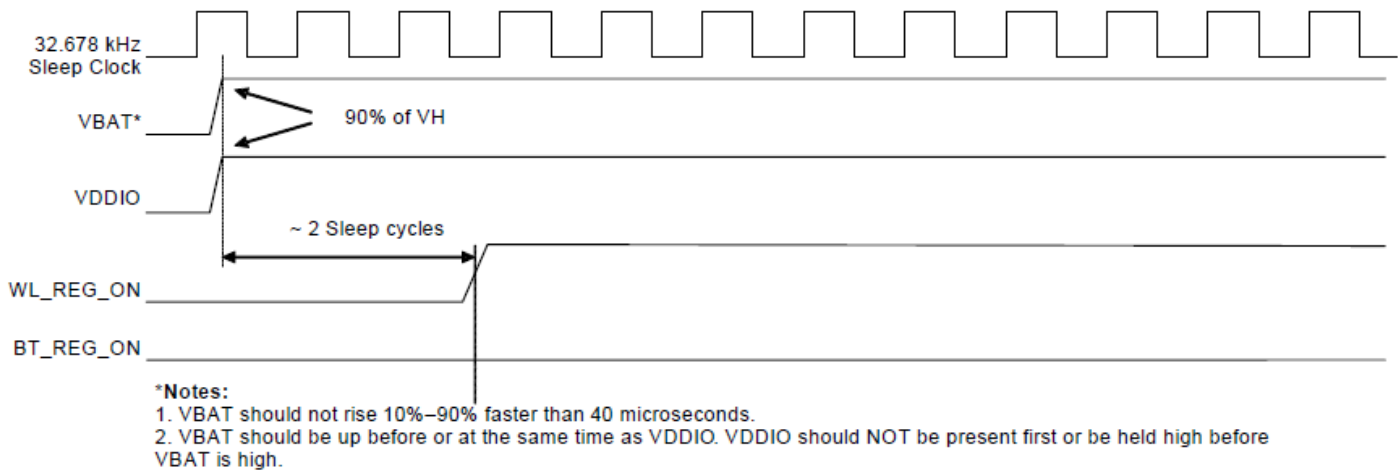 32.678 kHz
Sleep Clock
VBAT*
90% of VH
VDDIO
~ 2 Sleep cycles
WL_REG_ON
BT_REG_ON
*Notes:
1. VBAT should not rise 10%–90% faster than 40 microseconds.
2. VBAT should be up before or at the same time as VDDIO. VDDIO should NOT be present first or be held high before
VBAT is high.